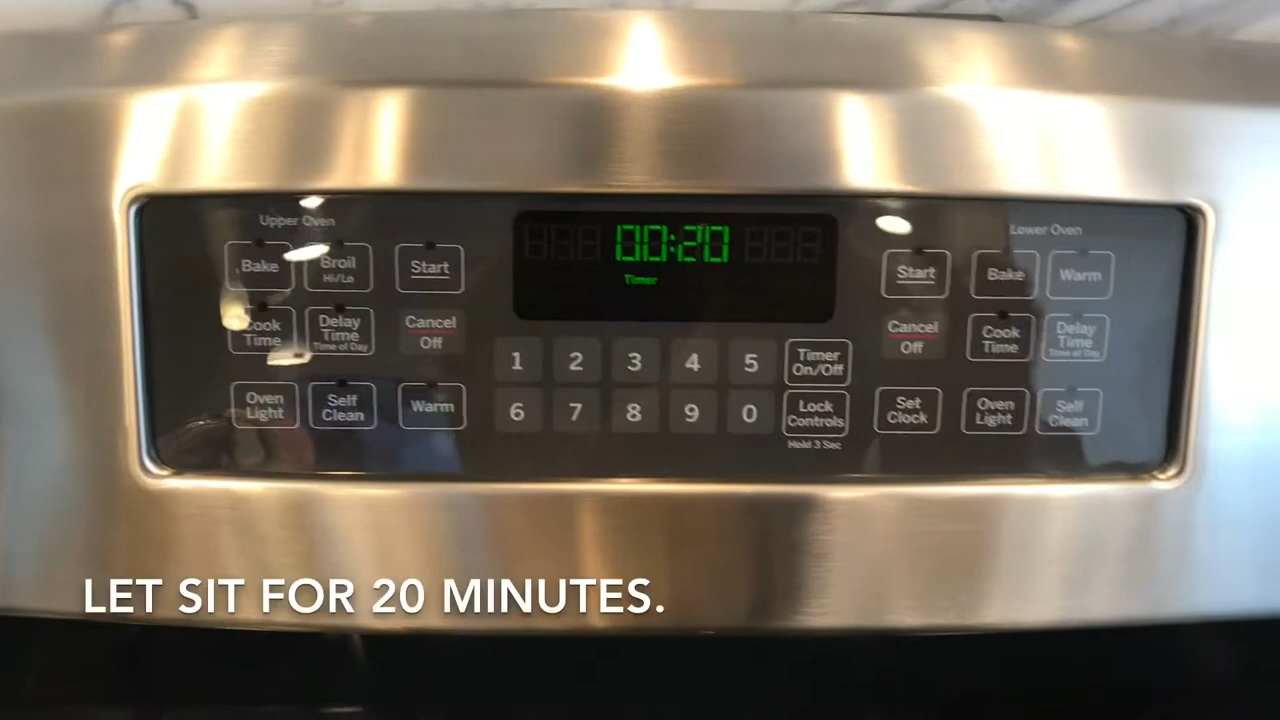 Upper Oven
Lower Oven
Bake
Broil
Hi/Lo
Start
00:20
Timer
Start
Bake
Warm
Cook
Time
Delay
Time
Time of Day
Cancel
Off
1 2 3 4 5
Timer
On/Off
Cancel
Off
Cook
Time
Delay
Time
Time of Day
Oven
Light
Self
Clean
Warm
6 7 8 9 0
Lock
Controls
Hold 3 Sec
Set
Clock
Oven
Light
Self
Clean
LET SIT FOR 20 MINUTES.